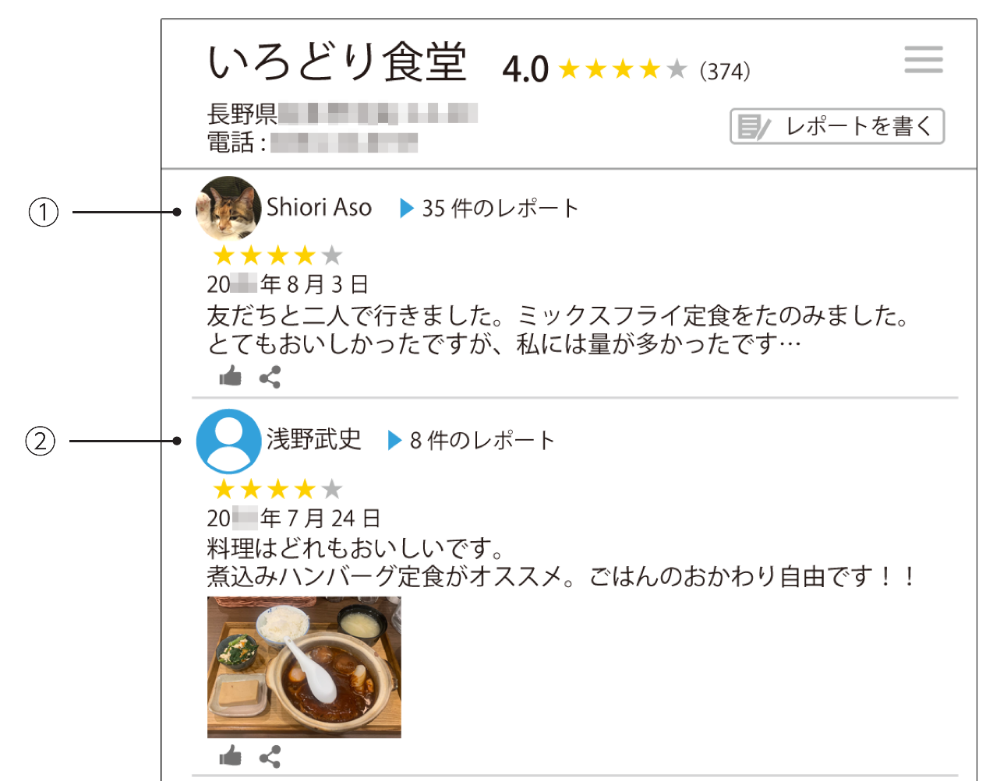 いろどり食堂 4.0 ★★★★★ (374)
長野県
電話 :
レポートを書く
① Shiori Aso ▶ 35 件のレポート
★★★★★
20 年 8 月 3 日
友だちと二人で行きました。ミックスフライ定食をたのみました。
とてもおいしかったですが、私には量が多かったです…
② 浅野武史 ▶ 8 件のレポート
★★★★★
20 年 7 月 24 日
料理はどれもおいしいです。
煮込みハンバーグ定食がオススメ。ごはんのおかわり自由です！！